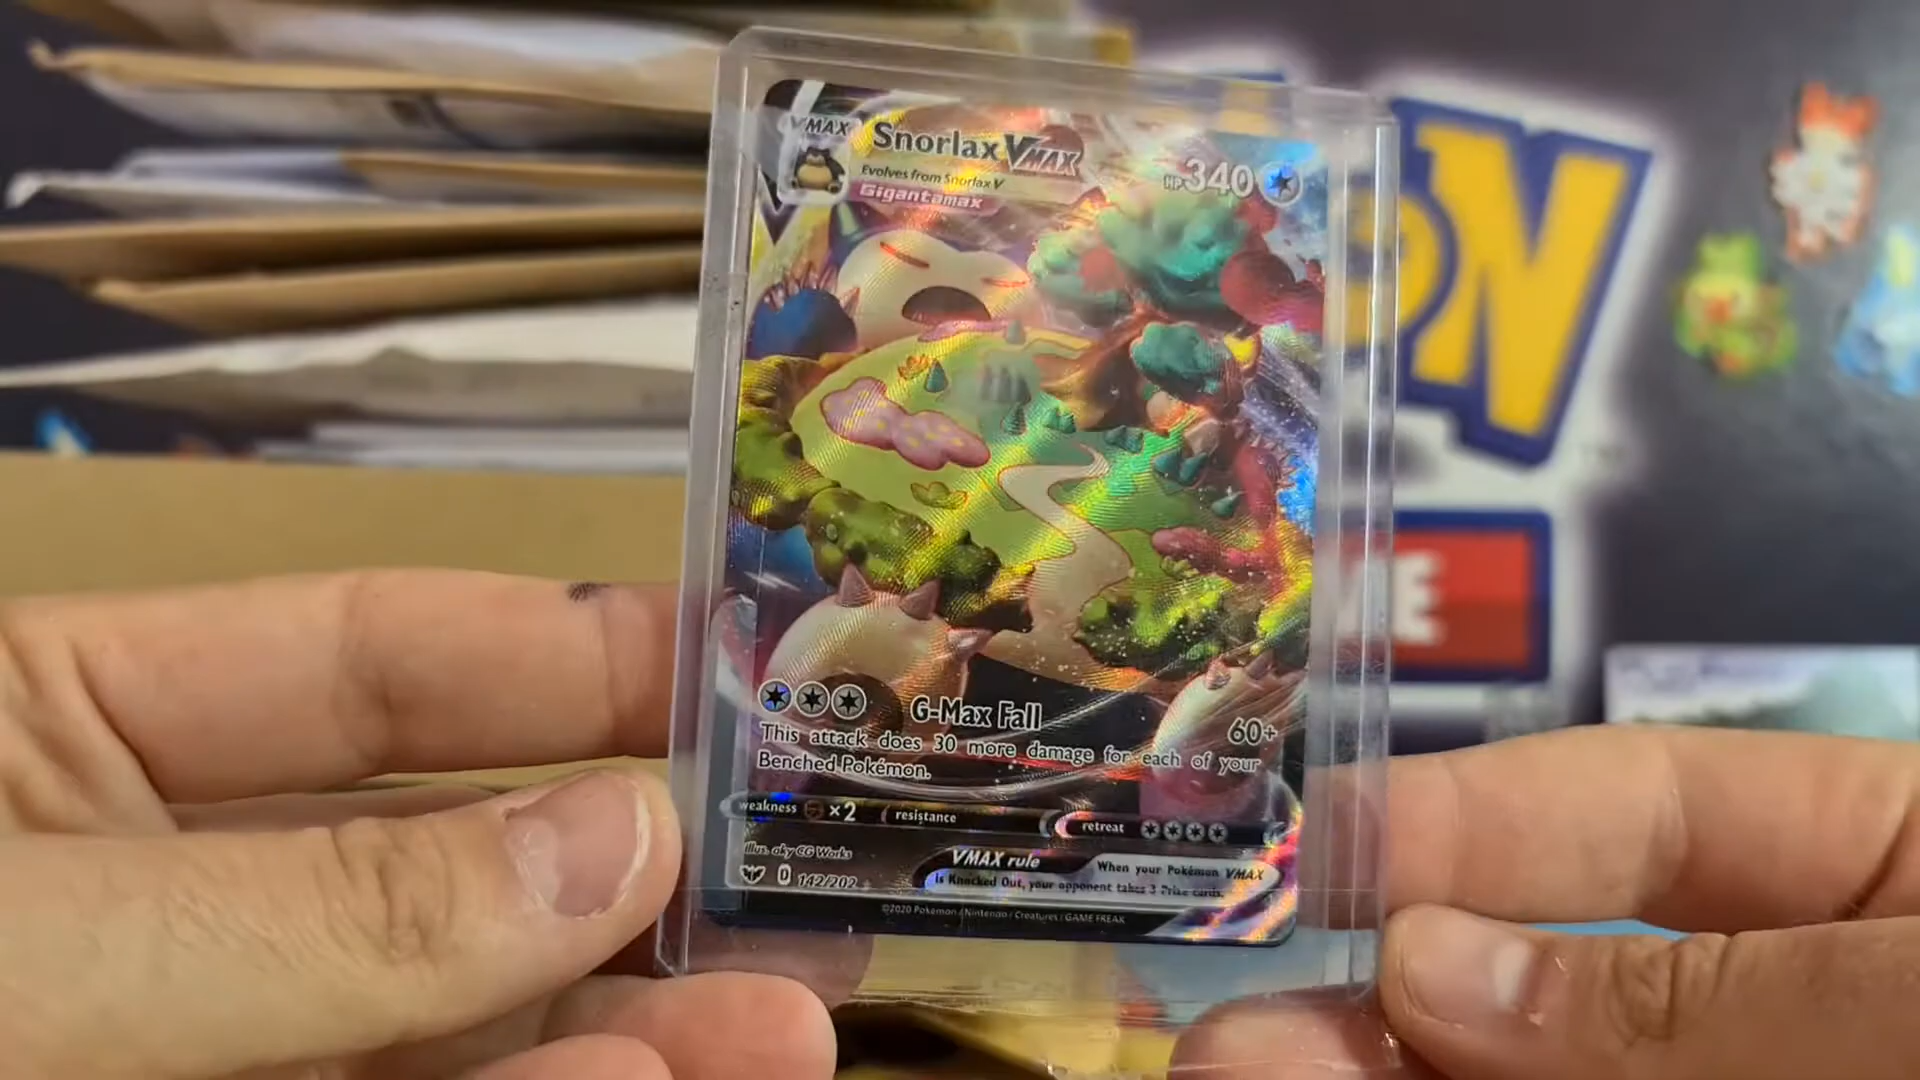 VMAX
Snorlax VMAX
Evolves from Snorlax V
Gigantamax
HP 340
G-Max Fall 60+
This attack does 30 more damage for each of your
Benched Pokémon.
weakness ×2 resistance retreat
Illus. aky CG Works
VMAX rule When your Pokémon VMAX
is Knocked Out, your opponent takes 3 Prize cards.
D 142/202
©2020 Pokémon / Nintendo / Creatures / GAME FREAK